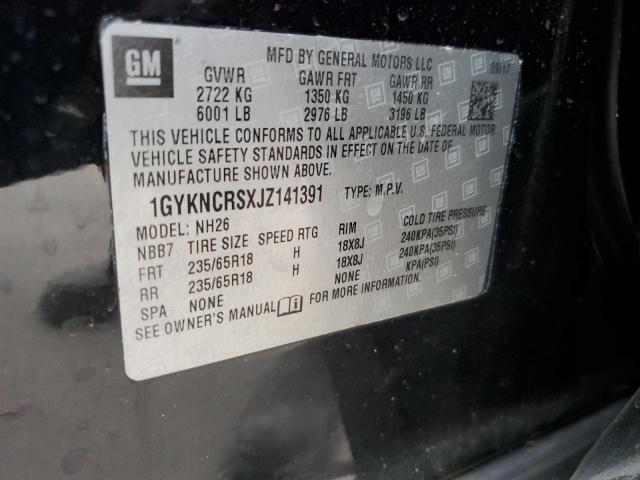 GM
MFD BY GENERAL MOTORS LLC 09/17
GVWR GAWR FRT GAWR RR
2722 KG 1350 KG 1450 KG
6001 LB 2976 LB 3196 LB
THIS VEHICLE CONFORMS TO ALL APPLICABLE U.S. FEDERAL MOTOR
VEHICLE SAFETY STANDARDS IN EFFECT ON THE DATE OF
MANUFACTURE SHOWN ABOVE.
1GYKNCRSXJZ141391 TYPE: M.P.V.
MODEL: NH26
NBB7 TIRE SIZE SPEED RTG RIM COLD TIRE PRESSURE
FRT 235/65R18 H 18X8J 240KPA(35PSI)
RR 235/65R18 H 18X8J 240KPA(35PSI)
SPA NONE NONE KPA(PSI)
SEE OWNER'S MANUAL FOR MORE INFORMATION.